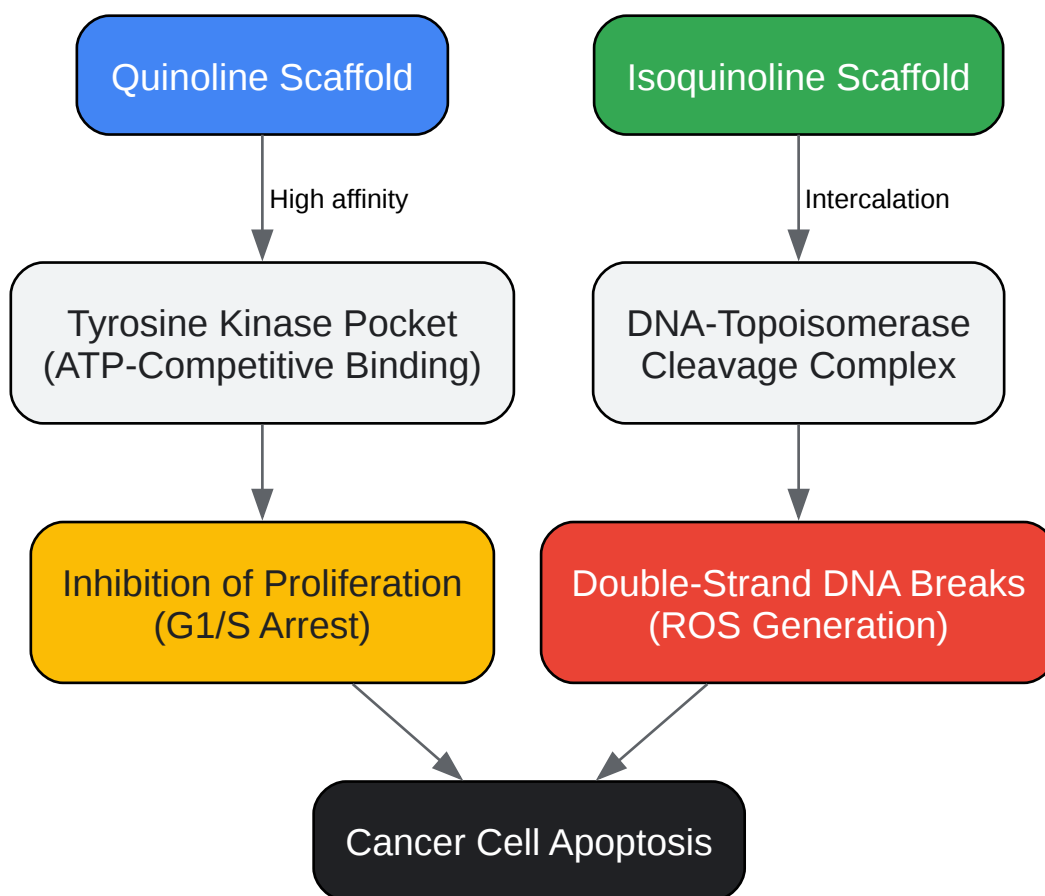 Quinoline Scaffold
Isoquinoline Scaffold
High affinity
Intercalation
Tyrosine Kinase Pocket
(ATP-Competitive Binding)
DNA-Topoisomerase
Cleavage Complex
Inhibition of Proliferation
(G1/S Arrest)
Double-Strand DNA Breaks
(ROS Generation)
Cancer Cell Apoptosis